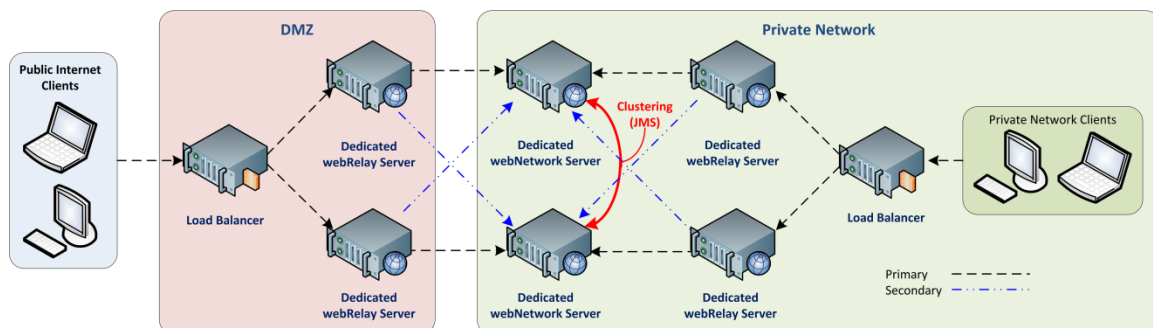 DMZ
Private Network
Public Internet
Clients
Clustering
(JMS)
Private Network Clients
Dedicated
webRelay Server
Dedicated
webNetwork Server
Dedicated
webRelay Server
Load Balancer
Load Balancer
Dedicated
webRelay Server
Dedicated
webNetwork Server
Dedicated
webRelay Server
Primary
Secondary